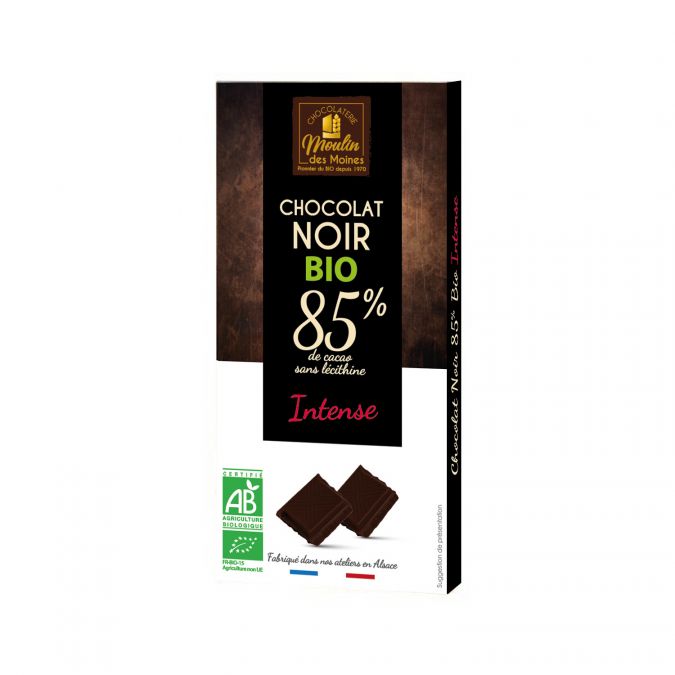 CHOCOLATERIE
Moulin
des Moines
Pionnier du BIO depuis 1970
CHOCOLAT
NOIR
BIO
85%
de cacao
sans lécithine
Intense
CERTIFIÉ
AB
AGRICULTURE
BIOLOGIQUE
FR-BIO-15
Agriculture non UE
Fabriqué dans nos ateliers en Alsace
Chocolat Noir 85% Bio Intense
Suggestion de présentation